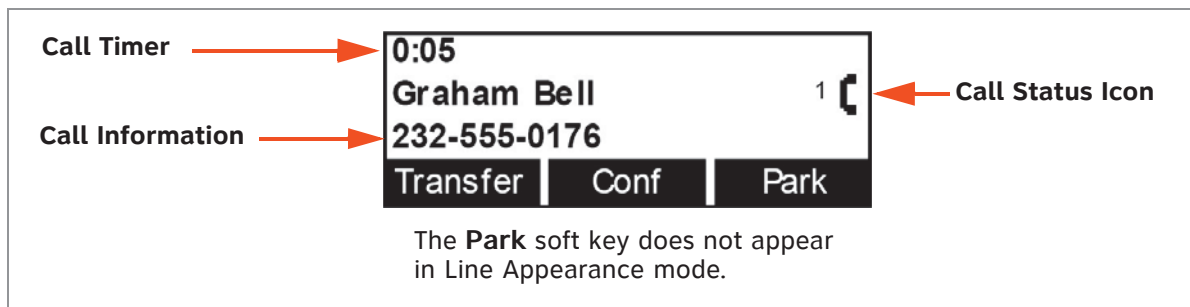 Call Timer
0:05
Graham Bell
1
Call Status Icon
Call Information
232-555-0176
Transfer
Conf
Park
The Park soft key does not appear
in Line Appearance mode.